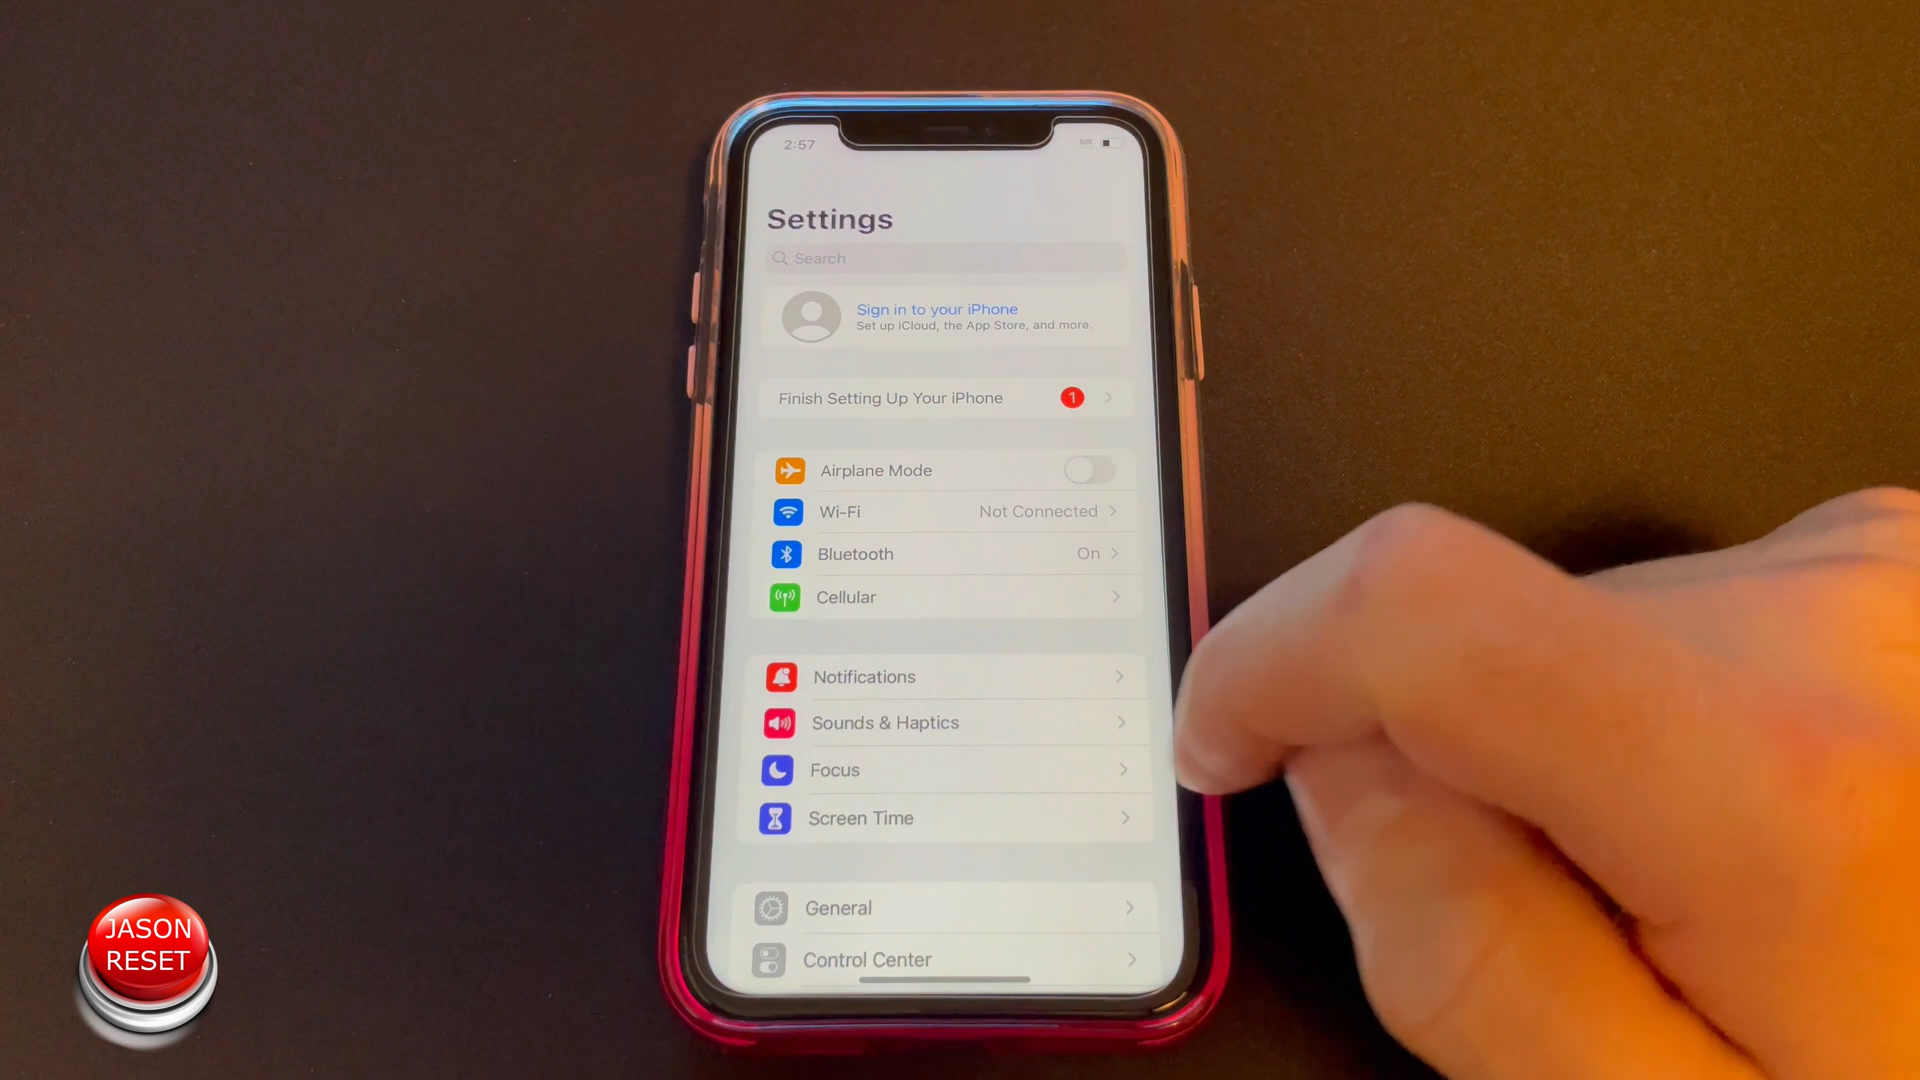 2:57
SOS
Settings
Search
Sign in to your iPhone
Set up iCloud, the App Store, and more.
Finish Setting Up Your iPhone 1
Airplane Mode
Wi-Fi Not Connected
Bluetooth On
Cellular
Notifications
Sounds & Haptics
Focus
Screen Time
General
Control Center
JASON
RESET